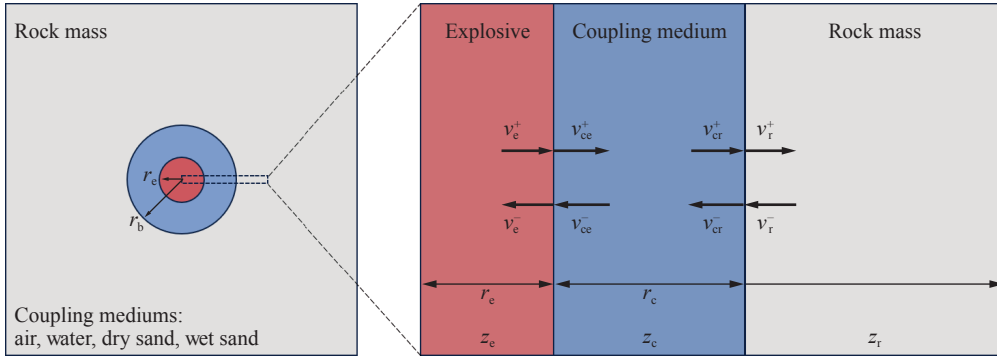 Rock mass
r_e
r_b
Coupling mediums:
air, water, dry sand, wet sand
Explosive
Coupling medium
Rock mass
v_e^+ v_ce^+ v_cr^+ v_r^+
v_e^- v_ce^- v_cr^- v_r^-
r_e r_c
z_e z_c z_r